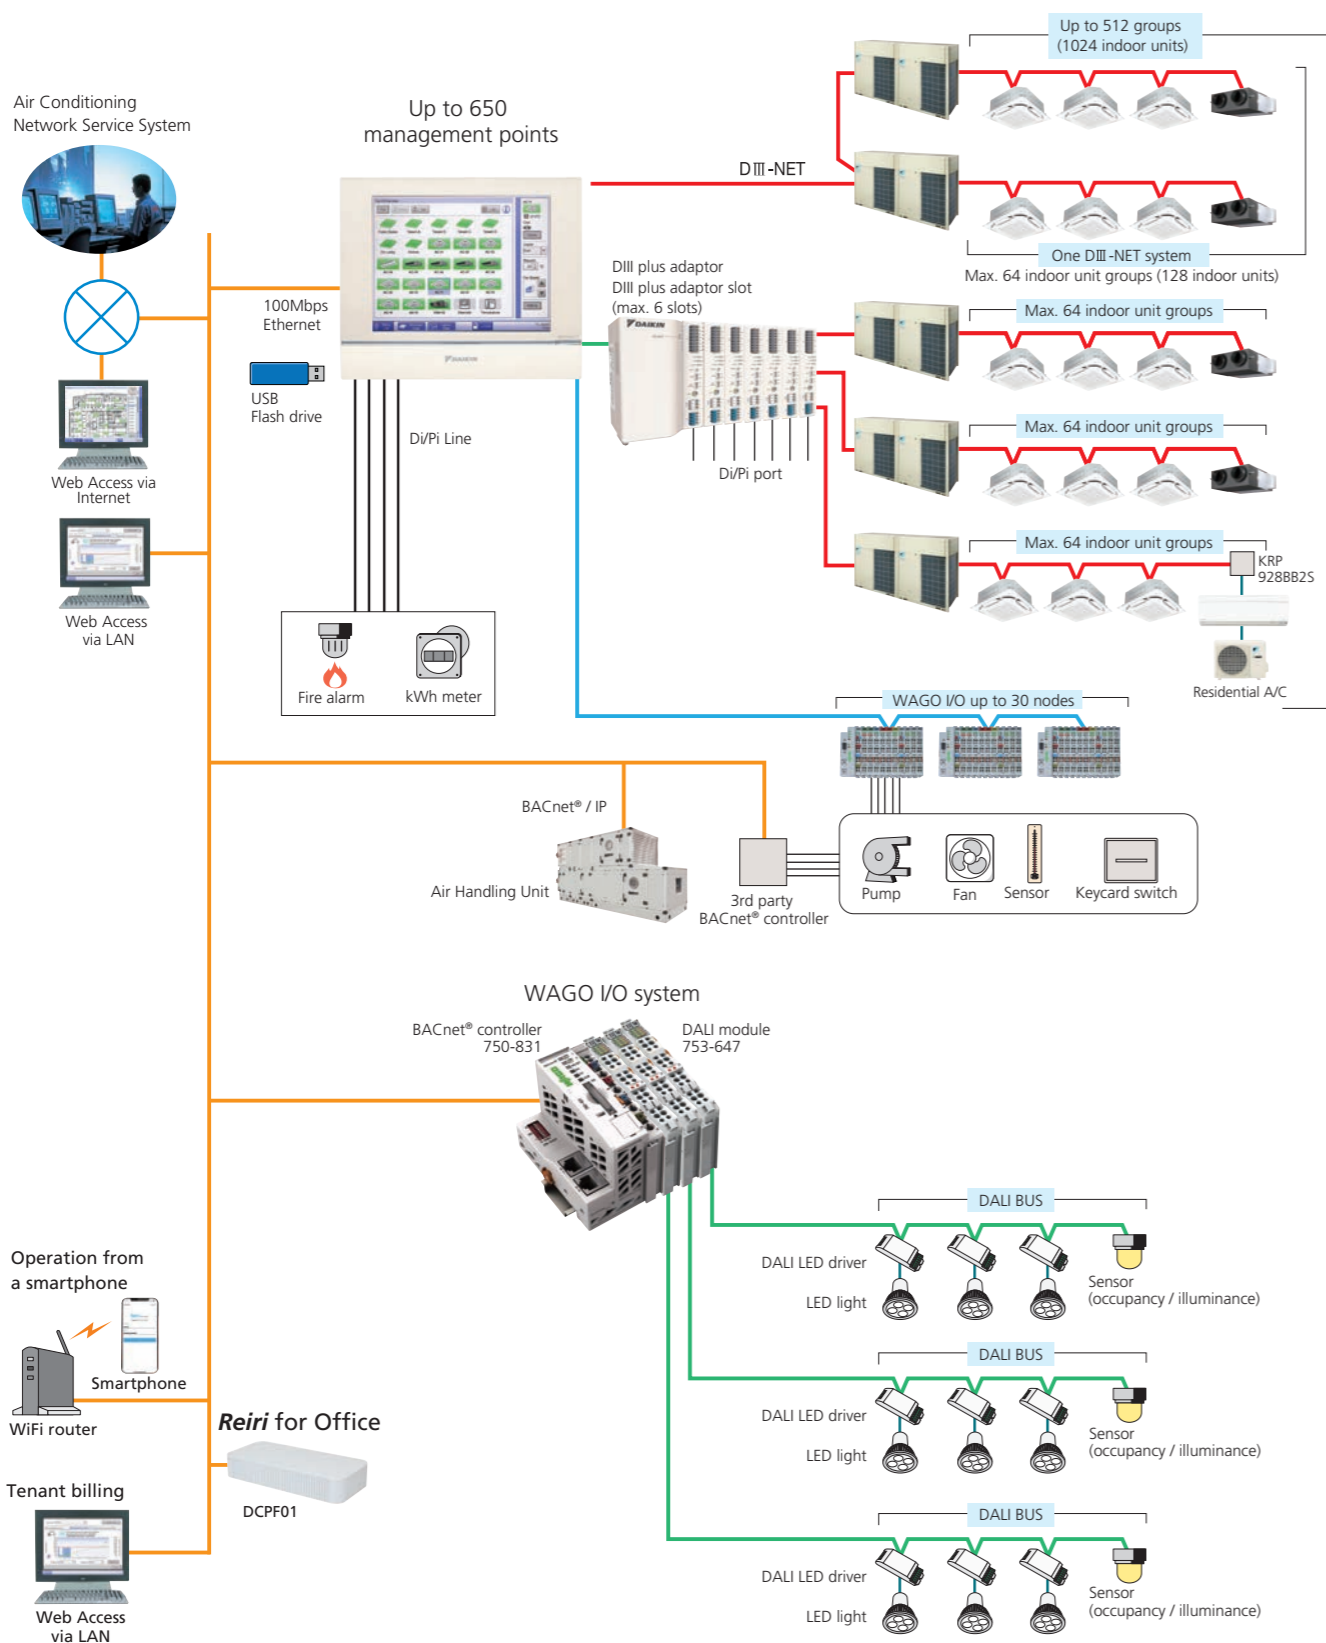 Up to 512 groups
(1024 indoor units)
Air Conditioning
Network Service System
Up to 650
management points
DⅢ-NET
One DⅢ-NET system
Max. 64 indoor unit groups (128 indoor units)
DIII plus adaptor
DIII plus adaptor slot
(max. 6 slots)
100Mbps
Ethernet
DAIKIN
DAIKIN
Max. 64 indoor unit groups
USB
Flash drive
Di/Pi Line
Di/Pi port
Max. 64 indoor unit groups
Web Access via
Internet
Max. 64 indoor unit groups
KRP
928BB2S
Web Access
via LAN
Fire alarm
kWh meter
Residential A/C
WAGO I/O up to 30 nodes
BACnet® / IP
Air Handling Unit
3rd party
BACnet® controller
Pump
Fan
Sensor
Keycard switch
WAGO I/O system
BACnet® controller
750-831
DALI module
753-647
DALI BUS
DALI LED driver
LED light
Sensor
(occupancy / illuminance)
Operation from
a smartphone
Smartphone
WiFi router
DALI BUS
DALI LED driver
LED light
Sensor
(occupancy / illuminance)
Reiri for Office
DCPF01
Tenant billing
Web Access
via LAN
DALI BUS
DALI LED driver
LED light
Sensor
(occupancy / illuminance)